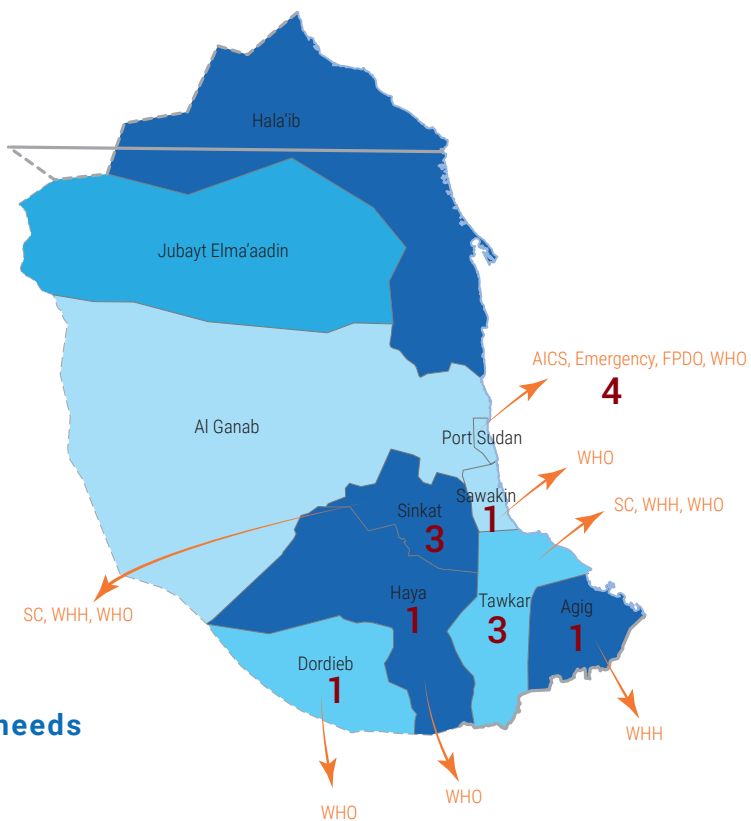 Hala'ib
Jubayt Elma'aadin
AICS, Emergency, FPDO, WHO
4
Al Ganab
Port Sudan
WHO
Sawakin
1
Sinkat
3
SC, WHH, WHO
Haya
1
Tawkar
3
Agig
1
SC, WHH, WHO
Dordieb
1
needs
WHH
WHO
WHO